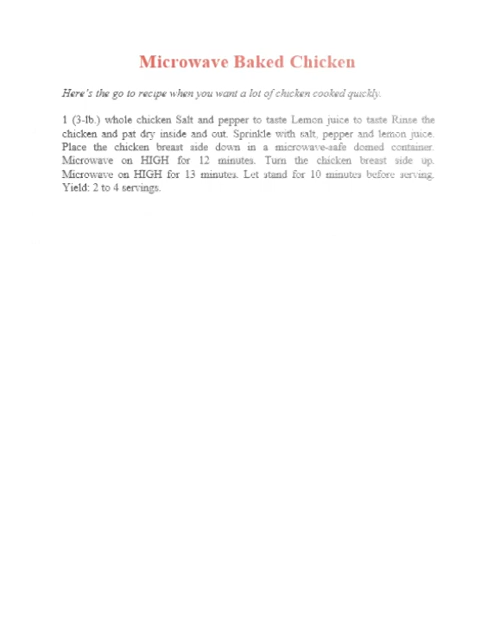 Microwave Baked Chicken
Here's the go to recipe when you want a lot of chicken cooked quickly.
1 (3-lb.) whole chicken Salt and pepper to taste Lemon juice to taste Rinse the
chicken and pat dry inside and out. Sprinkle with salt, pepper and lemon juice.
Place the chicken breast side down in a microwave-safe domed container.
Microwave on HIGH for 12 minutes. Turn the chicken breast side up.
Microwave on HIGH for 13 minutes. Let stand for 10 minutes before serving.
Yield: 2 to 4 servings.